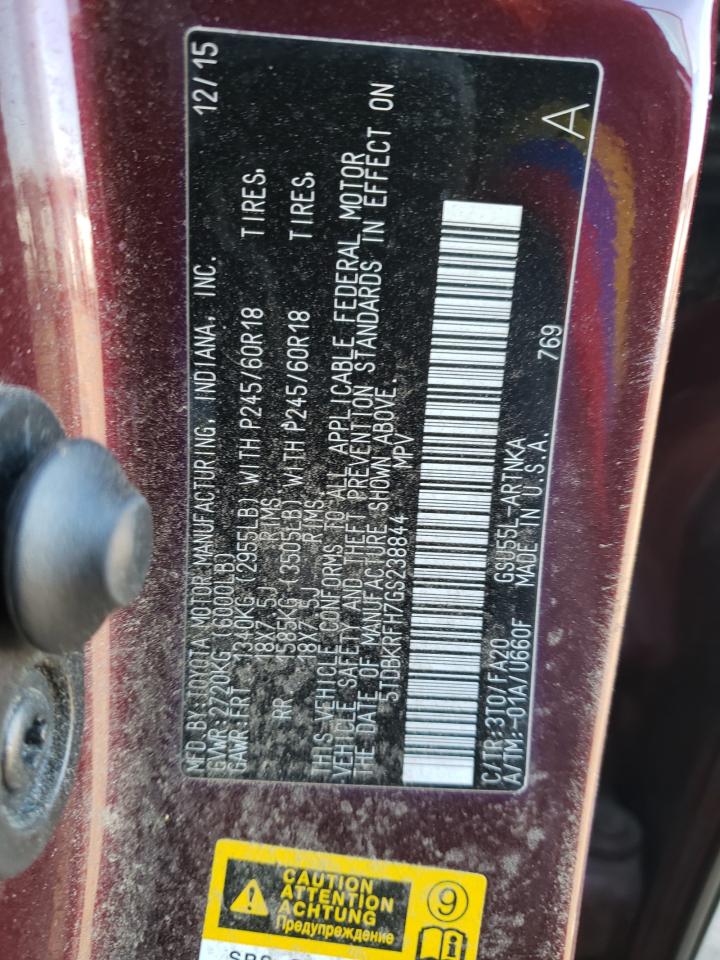 MFD BY:TOYOTA MOTOR MANUFACTURING, INDIANA, INC. 12/15
GVWR:2720KG (6000LB)
GAWR:FRT 1340KG (2955LB) WITH P245/60R18 TIRES,
18X7.5J RIMS,
RR 1585KG (3505LB) WITH P245/60R18 TIRES,
18X7.5J RIMS.
THIS VEHICLE CONFORMS TO ALL APPLICABLE FEDERAL MOTOR
VEHICLE SAFETY AND THEFT PREVENTION STANDARDS IN EFFECT ON
THE DATE OF MANUFACTURE SHOWN ABOVE.
5TDBKRFH7GS238844 MPV
C/TR:3T0/FA20 GSU55L-ARTNKA 769
A/TM:-01A/U660F MADE IN U.S.A.
A
CAUTION
ATTENTION
ACHTUNG
Предупреждение
9